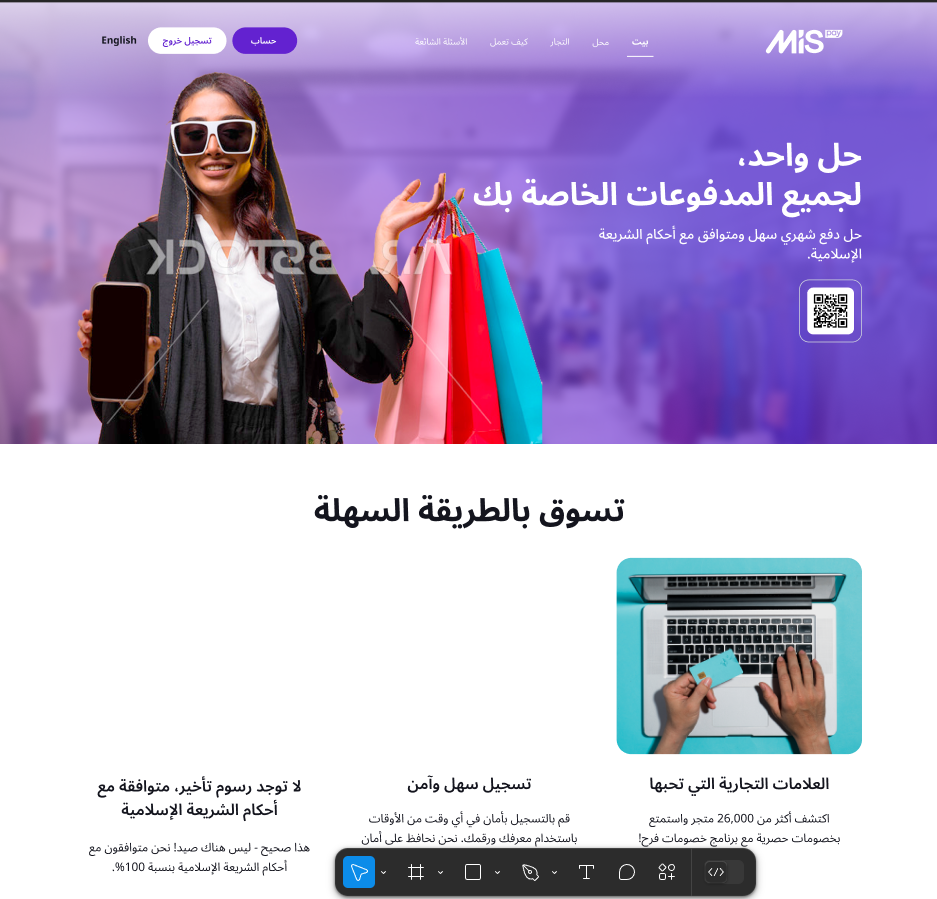 MIS pay
بيت
محل
التجار
كيف تعمل
الأسئلة الشائعة
حساب
تسجيل خروج
English
حل واحد،
لجميع المدفوعات الخاصة بك
حل دفع شهري سهل ومتوافق مع أحكام الشريعة
الإسلامية.
تسوق بالطريقة السهلة
العلامات التجارية التي تحبها
اكتشف أكثر من 26,000 متجر واستمتع
بخصومات حصرية مع برنامج خصومات فرح!
تسجيل سهل وآمن
قم بالتسجيل بأمان في أي وقت من الأوقات
باستخدام معرفك ورقمك. نحن نحافظ على أمان
لا توجد رسوم تأخير، متوافقة مع
أحكام الشريعة الإسلامية
هذا صحيح - ليس هناك صيد! نحن متوافقون مع
أحكام الشريعة الإسلامية بنسبة 100%.